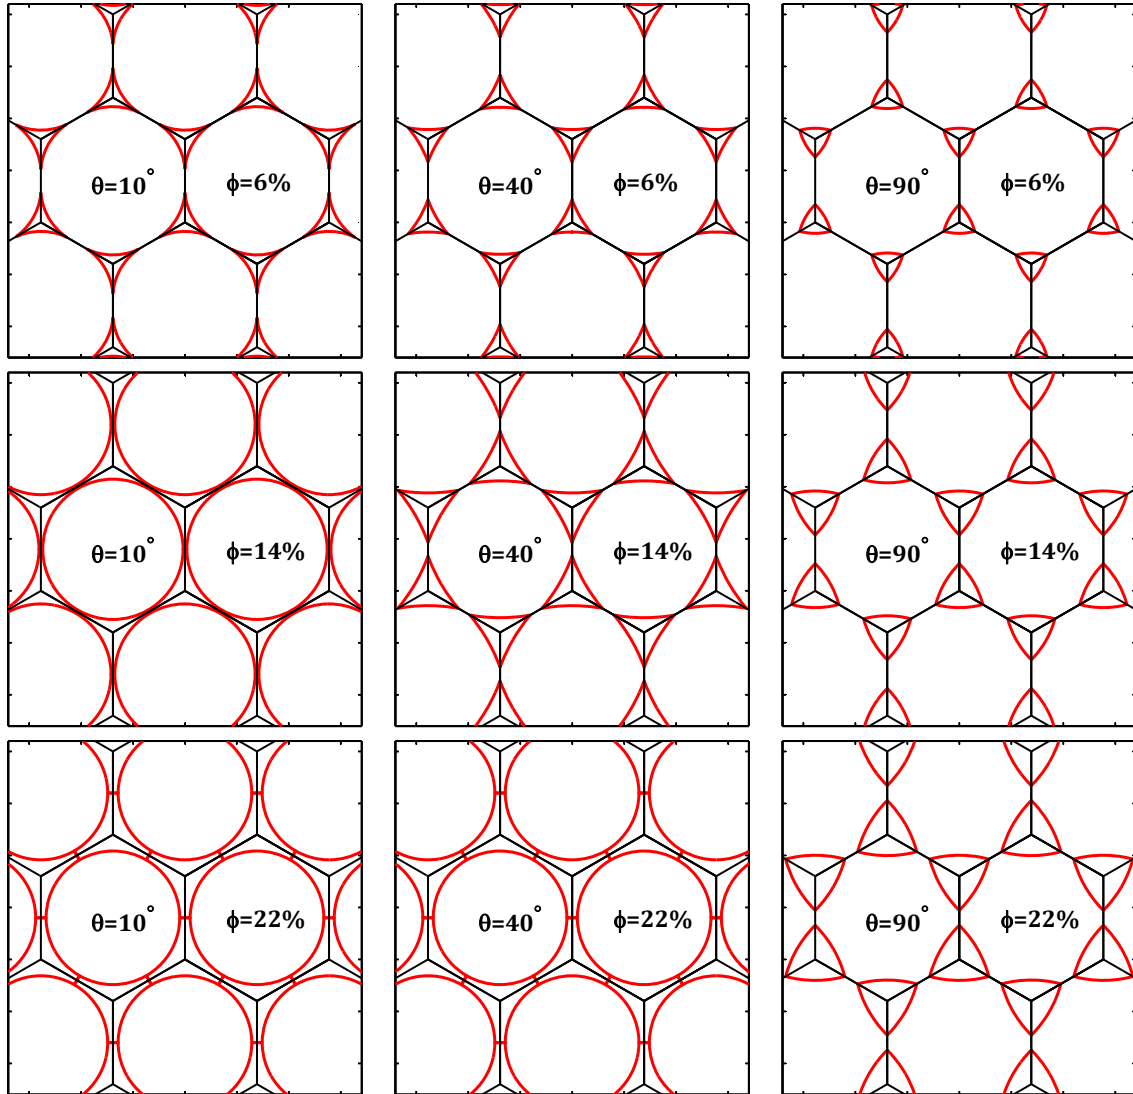 θ=10° ϕ=6%
θ=40° ϕ=6%
θ=90° ϕ=6%
θ=10° ϕ=14%
θ=40° ϕ=14%
θ=90° ϕ=14%
θ=10° ϕ=22%
θ=40° ϕ=22%
θ=90° ϕ=22%